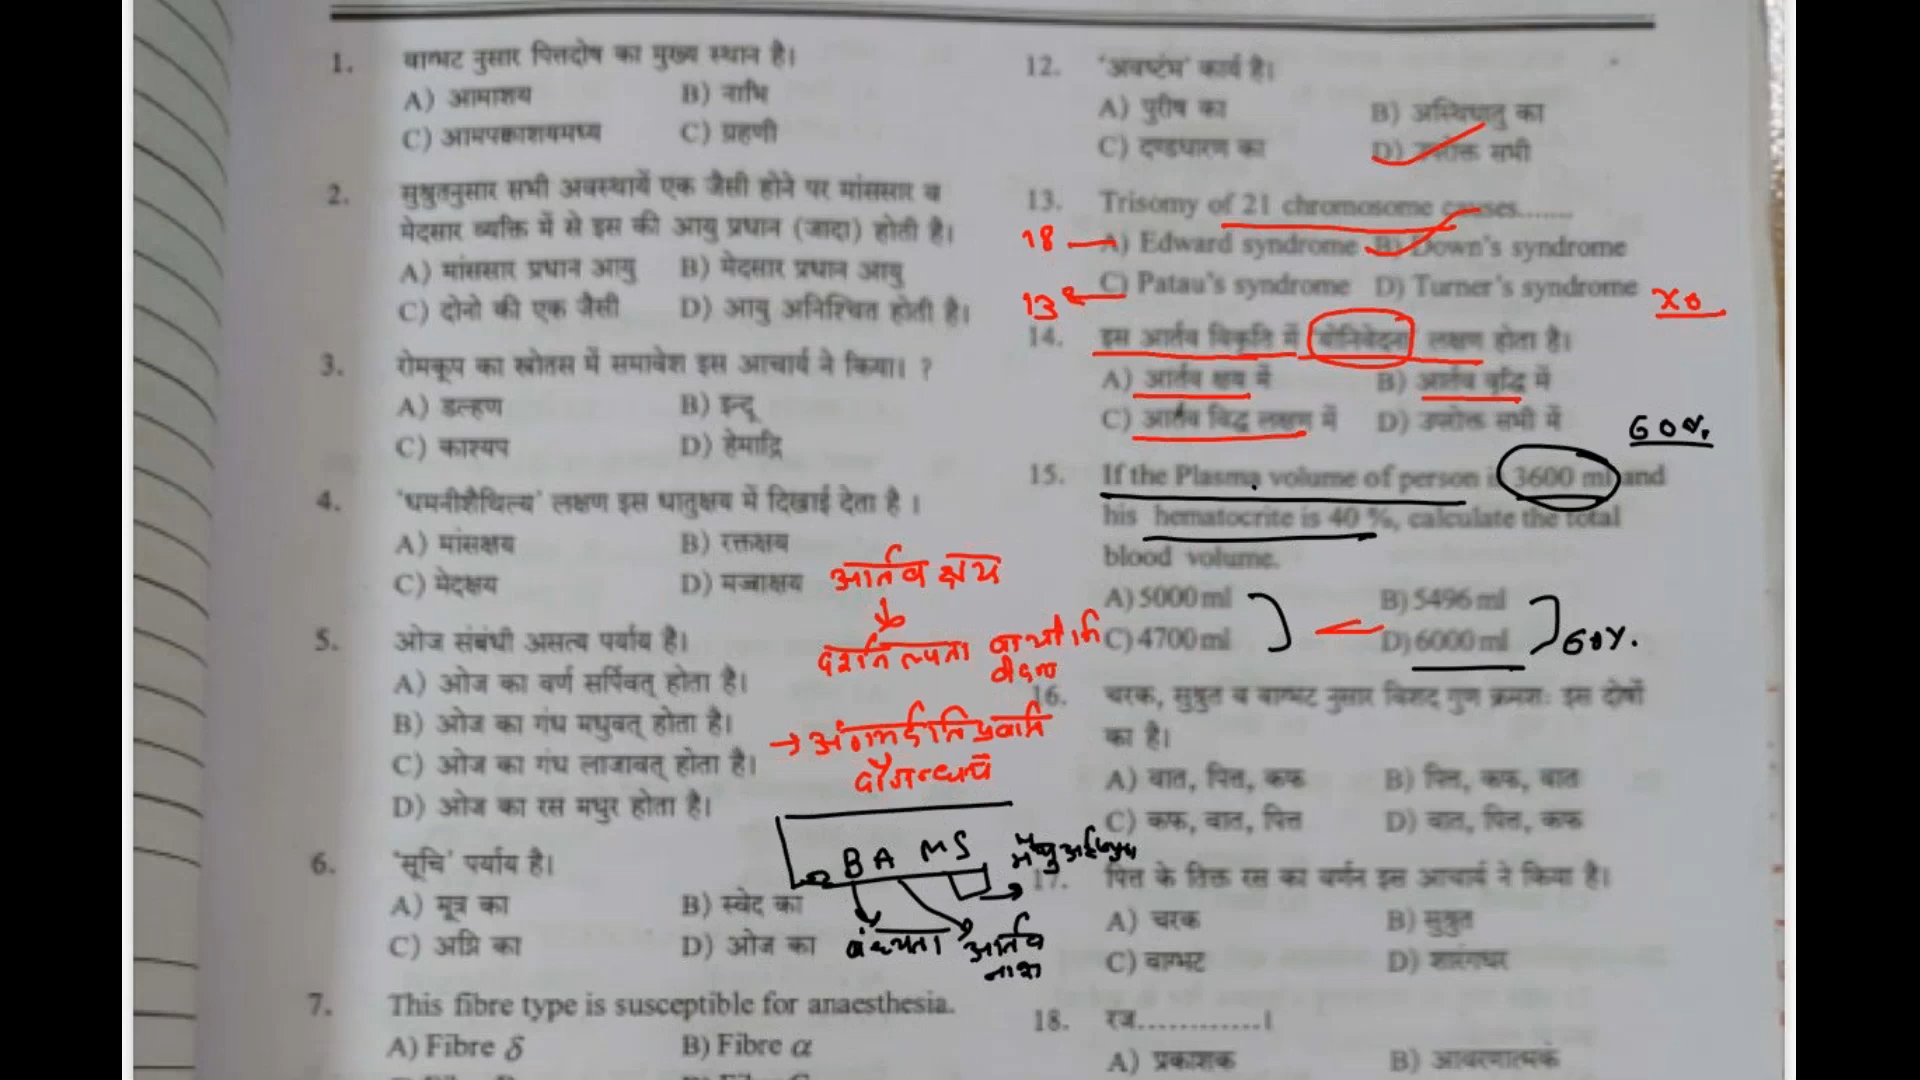 1. वाग्भट नुसार पित्तदोष का मुख्य स्थान है।
A) आमाशय B) नाभि
C) आमपक्वाशयमध्य C) ग्रहणी
2. सुश्रुतनुसार सभी अवस्थायें एक जैसी होने पर मांससार व
मेदसार व्यक्ति में से इस की आयु प्रधान (जादा) होती है।
A) मांससार प्रधान आयु B) मेदसार प्रधान आयु
C) दोनो की एक जैसी D) आयु अनिश्चित होती है।
3. रोमकूप का स्त्रोतस में समावेश इस आचार्य ने किया। ?
A) डल्हण B) इन्दू
C) काश्यप D) हेमाद्रि
4. 'धमनीशैथिल्य' लक्षण इस धातुक्षय में दिखाई देता है ।
A) मांसक्षय B) रक्तक्षय
C) मेदक्षय D) मज्जाक्षय
5. ओज संबंधी असत्य पर्याय है।
A) ओज का वर्ण सर्पिवत् होता है।
B) ओज का गंध मधुवत् होता है।
C) ओज का गंध लाजावत् होता है।
D) ओज का रस मधुर होता है।
6. 'सूचि' पर्याय है।
A) मूत्र का B) स्वेद का
C) अग्नि का D) ओज का
7. This fibre type is susceptible for anaesthesia.
A) Fibre δ B) Fibre α
आर्तव क्षय
दौर्गन्ध्यं
BAMS
वंध्यता
आर्तव
नाश
12. 'अवष्टंभ' कार्य है।
A) पुरीष का B) अस्थिधातु का
C) दण्डधारण का D) उपरोक्त सभी
13. Trisomy of 21 chromosome causes.......
18 A) Edward syndrome B) Down's syndrome
13 C) Patau's syndrome D) Turner's syndrome XO
14. इस आर्तव विकृति में 'योनिवेदना' लक्षण होता है।
A) आर्तव क्षय में B) आर्तव वृद्धि में
C) आर्तव विद्ध लक्षण में D) उपरोक्त सभी में
60%
15. If the Plasma volume of person is 3600 ml and
his hematocrite is 40 %, calculate the total
blood volume.
A) 5000 ml B) 5496 ml
C) 4700 ml D) 6000 ml 60%
16. चरक, सुश्रुत व वाग्भट नुसार विशद गुण क्रमशः इस दोषों
का है।
A) वात, पित्त, कफ B) पित्त, कफ, वात
C) कफ, वात, पित्त D) वात, पित्त, कफ
17. पित्त के तिक्त रस का वर्णन इस आचार्य ने किया है।
A) चरक B) सुश्रुत
C) वाग्भट D) शारंगधर
18. रज............।
A) प्रकाशक B) आवरणात्मक